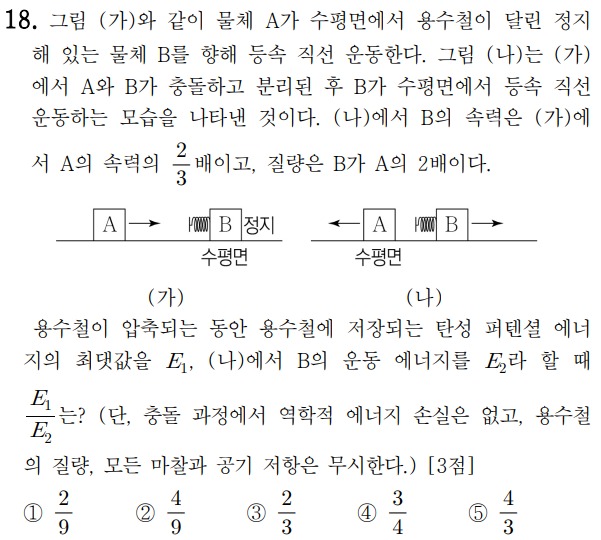 18. 그림 (가)와 같이 물체 A가 수평면에서 용수철이 달린 정지
해 있는 물체 B를 향해 등속 직선 운동한다. 그림 (나)는 (가)
에서 A와 B가 충돌하고 분리된 후 B가 수평면에서 등속 직선
운동하는 모습을 나타낸 것이다. (나)에서 B의 속력은 (가)에
서 A의 속력의 2/3배이고, 질량은 B가 A의 2배이다.
A B 정지 A B
수평면 수평면
(가) (나)
용수철이 압축되는 동안 용수철에 저장되는 탄성 퍼텐셜 에너
지의 최댓값을 E₁, (나)에서 B의 운동 에너지를 E₂라 할 때
E₁/E₂는? (단, 충돌 과정에서 역학적 에너지 손실은 없고, 용수철
의 질량, 모든 마찰과 공기 저항은 무시한다.) [3점]
① 2/9 ② 4/9 ③ 2/3 ④ 3/4 ⑤ 4/3